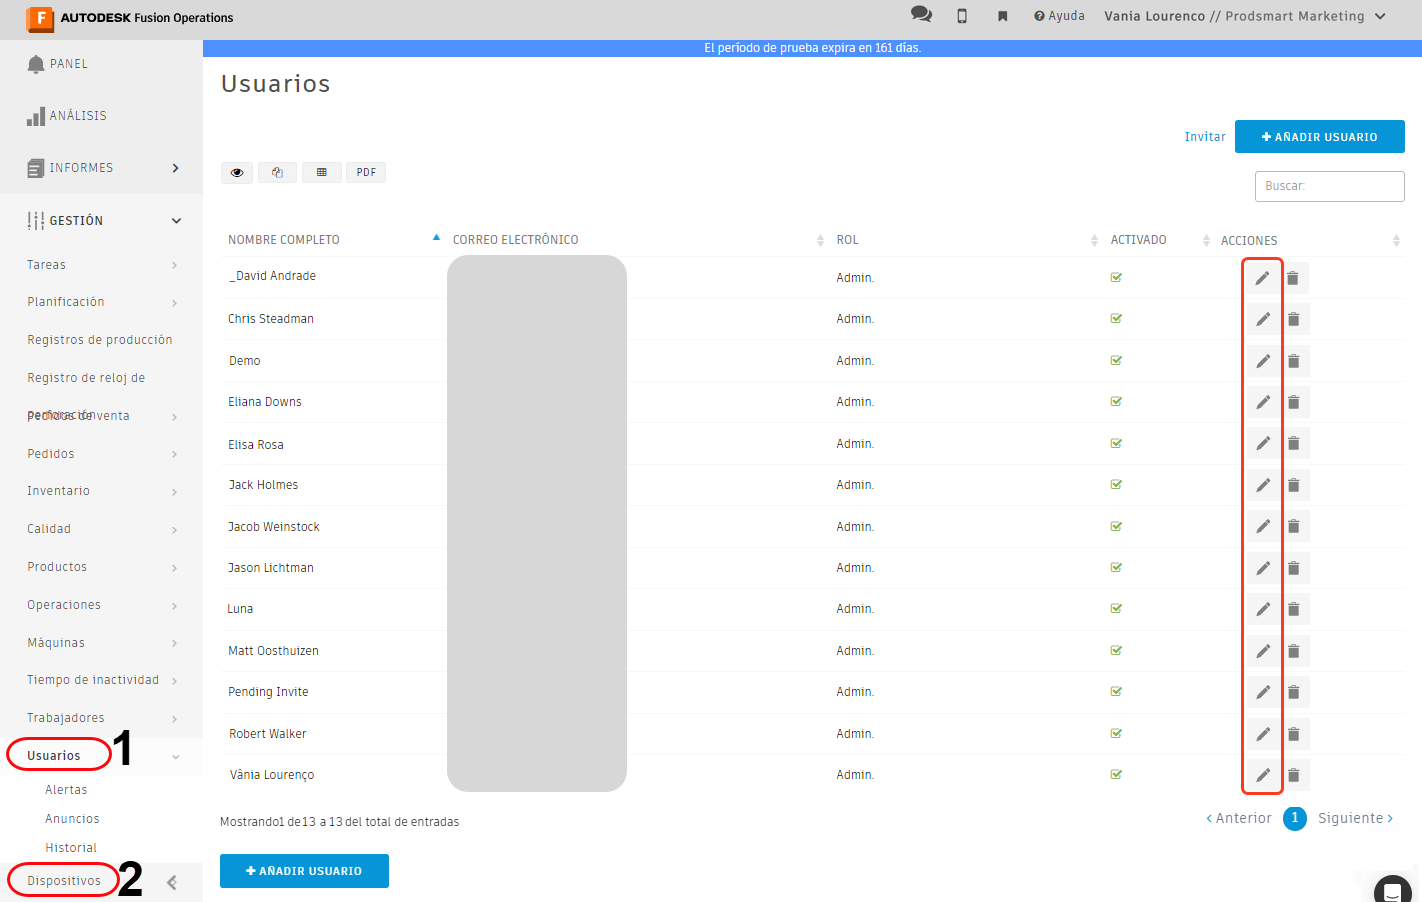 F AUTODESK Fusion Operations
Ayuda
Vania Lourenco // Prodsmart Marketing
El período de prueba expira en 161 días.
PANEL
ANÁLISIS
INFORMES
GESTIÓN
Tareas
Planificación
Registros de producción
Registro de reloj de
perforación
Pedidos de venta
Pedidos
Inventario
Calidad
Productos
Operaciones
Máquinas
Tiempo de inactividad
Trabajadores
Usuarios 1
Alertas
Anuncios
Historial
Dispositivos 2
Usuarios
Invitar
+ AÑADIR USUARIO
PDF
Buscar:
NOMBRE COMPLETO CORREO ELECTRÓNICO ROL ACTIVADO ACCIONES
_David Andrade Admin.
Chris Steadman Admin.
Demo Admin.
Eliana Downs Admin.
Elisa Rosa Admin.
Jack Holmes Admin.
Jacob Weinstock Admin.
Jason Lichtman Admin.
Luna Admin.
Matt Oosthuizen Admin.
Pending Invite Admin.
Robert Walker Admin.
Vânia Lourenço Admin.
Mostrando1 de13 a 13 del total de entradas
‹ Anterior 1 Siguiente ›
+ AÑADIR USUARIO